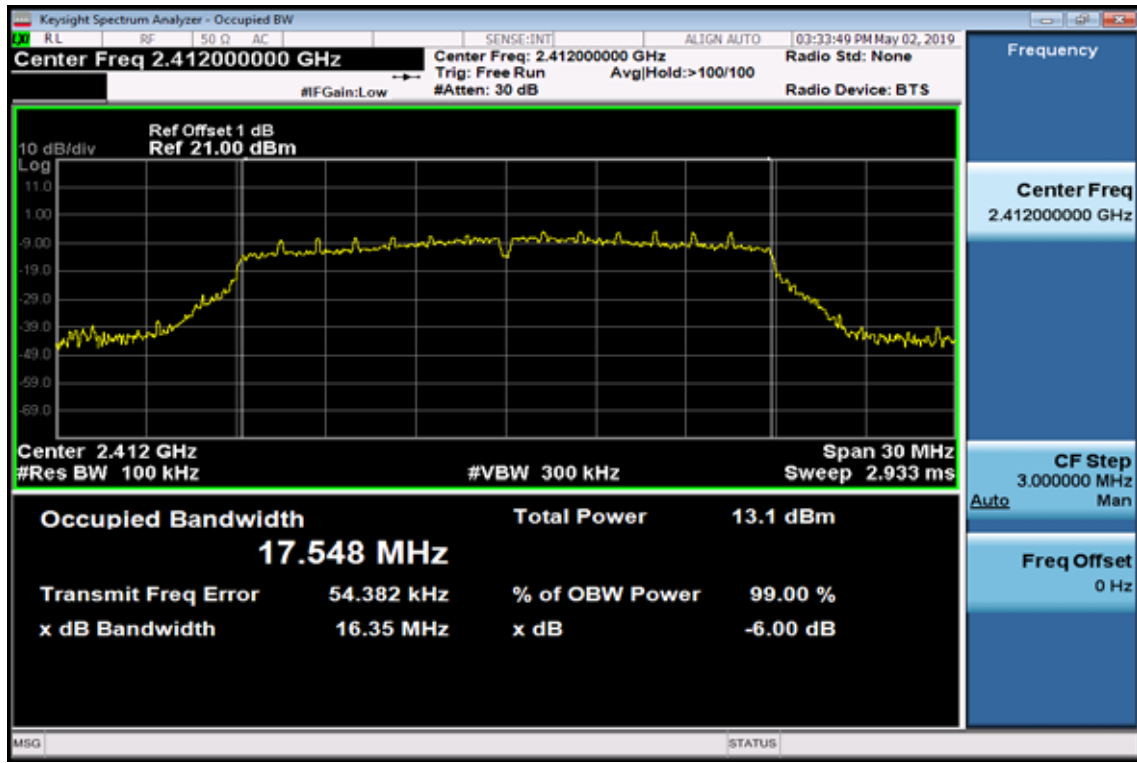 Keysight Spectrum Analyzer - Occupied BW
LXI RL RF 50 Ω AC SENSE:INT ALIGN AUTO 03:33:49 PM May 02, 2019
Center Freq 2.412000000 GHz
Center Freq: 2.412000000 GHz Radio Std: None
Trig: Free Run Avg|Hold:>100/100
#IFGain:Low #Atten: 30 dB Radio Device: BTS
Ref Offset 1 dB
10 dB/div Ref 21.00 dBm
Log
11.0
1.00
-9.00
-19.0
-29.0
-39.0
-49.0
-59.0
-69.0
Center 2.412 GHz Span 30 MHz
#Res BW 100 kHz #VBW 300 kHz Sweep 2.933 ms
Occupied Bandwidth Total Power 13.1 dBm
17.548 MHz
Transmit Freq Error 54.382 kHz % of OBW Power 99.00 %
x dB Bandwidth 16.35 MHz x dB -6.00 dB
MSG STATUS
Frequency
Center Freq
2.412000000 GHz
CF Step
3.000000 MHz
Auto Man
Freq Offset
0 Hz